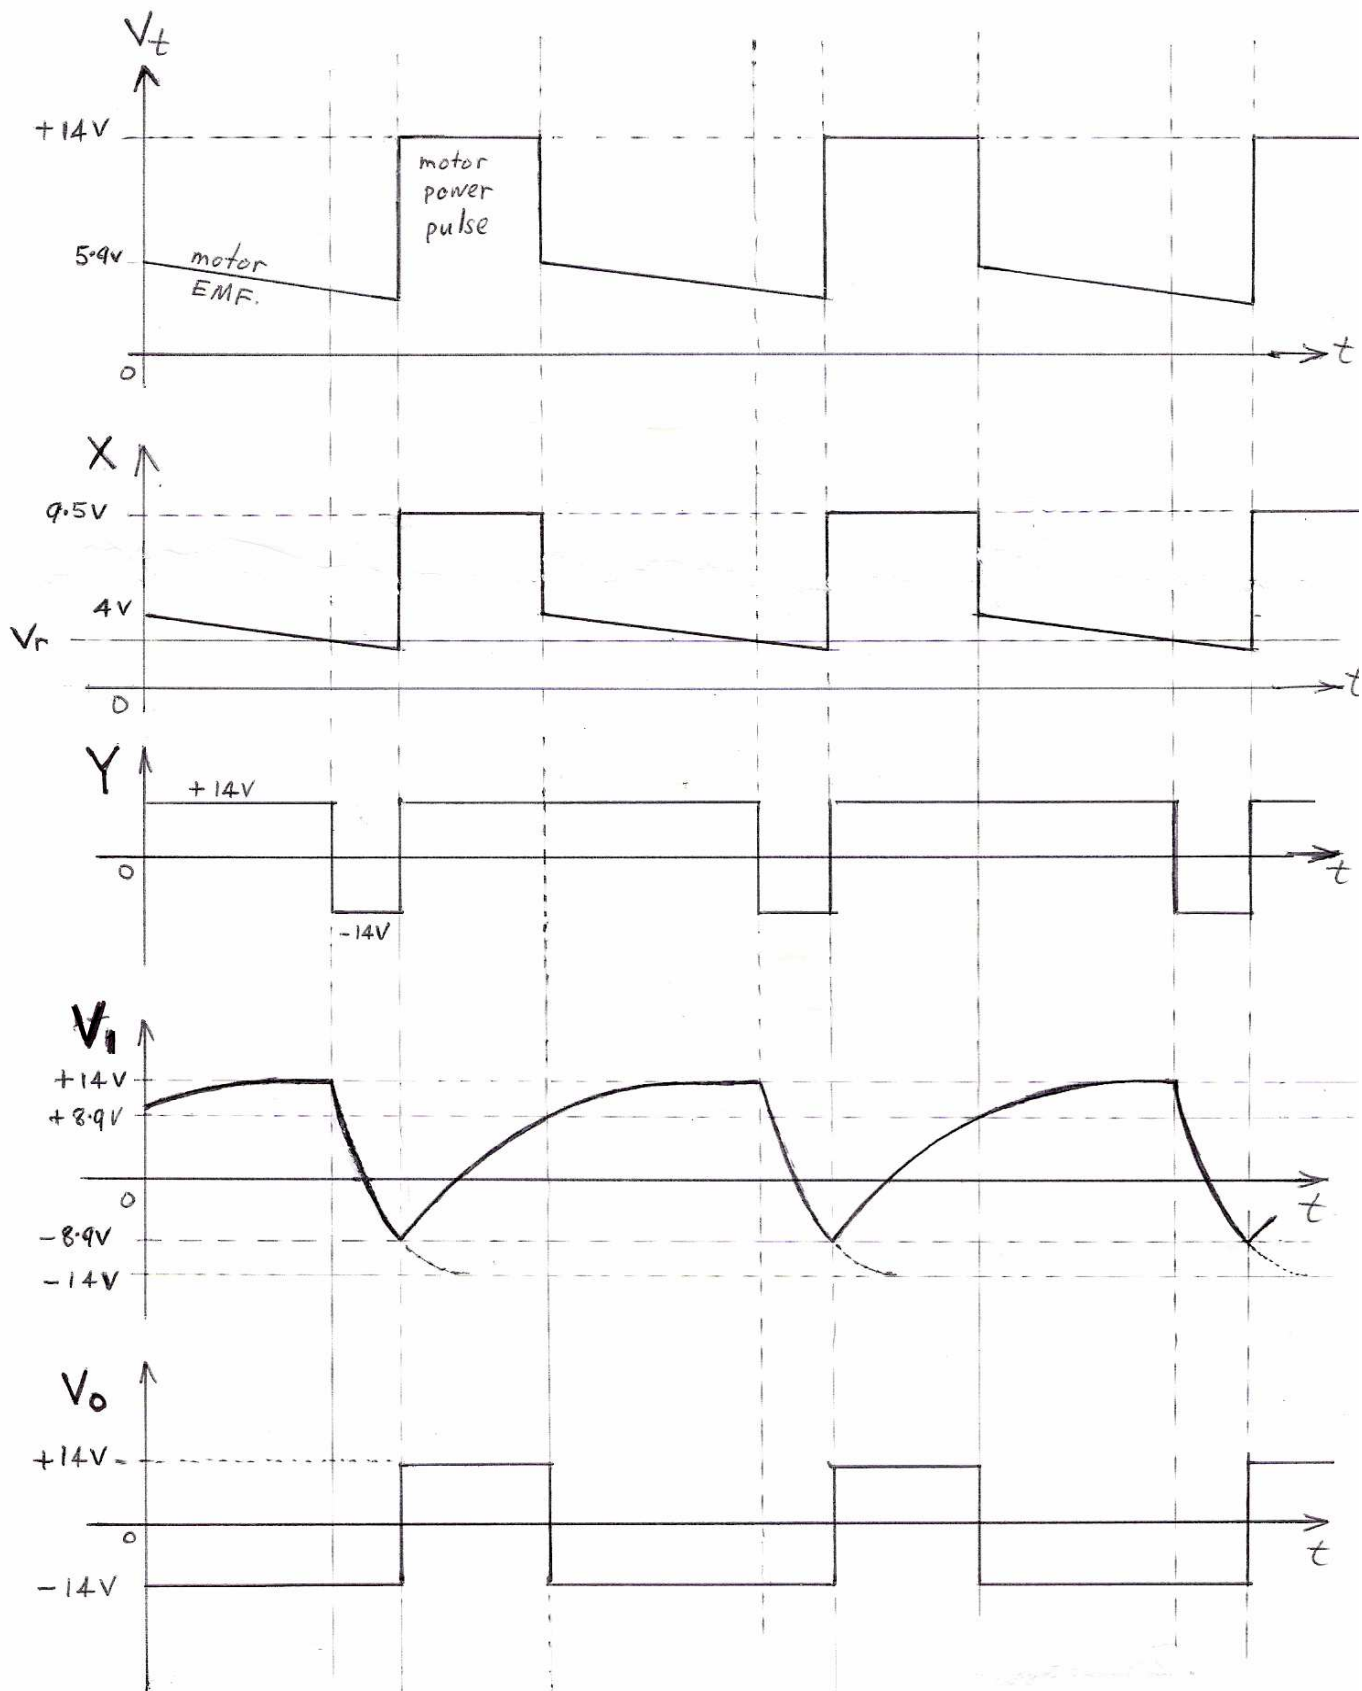 Vt
+14V
motor
power
pulse
5.9V
motor
EMF.
0
t
X
9.5V
4V
Vr
0
t
Y
+14V
0
t
-14V
V1
+14V
+8.9V
0
t
-8.9V
-14V
Vo
+14V
0
t
-14V